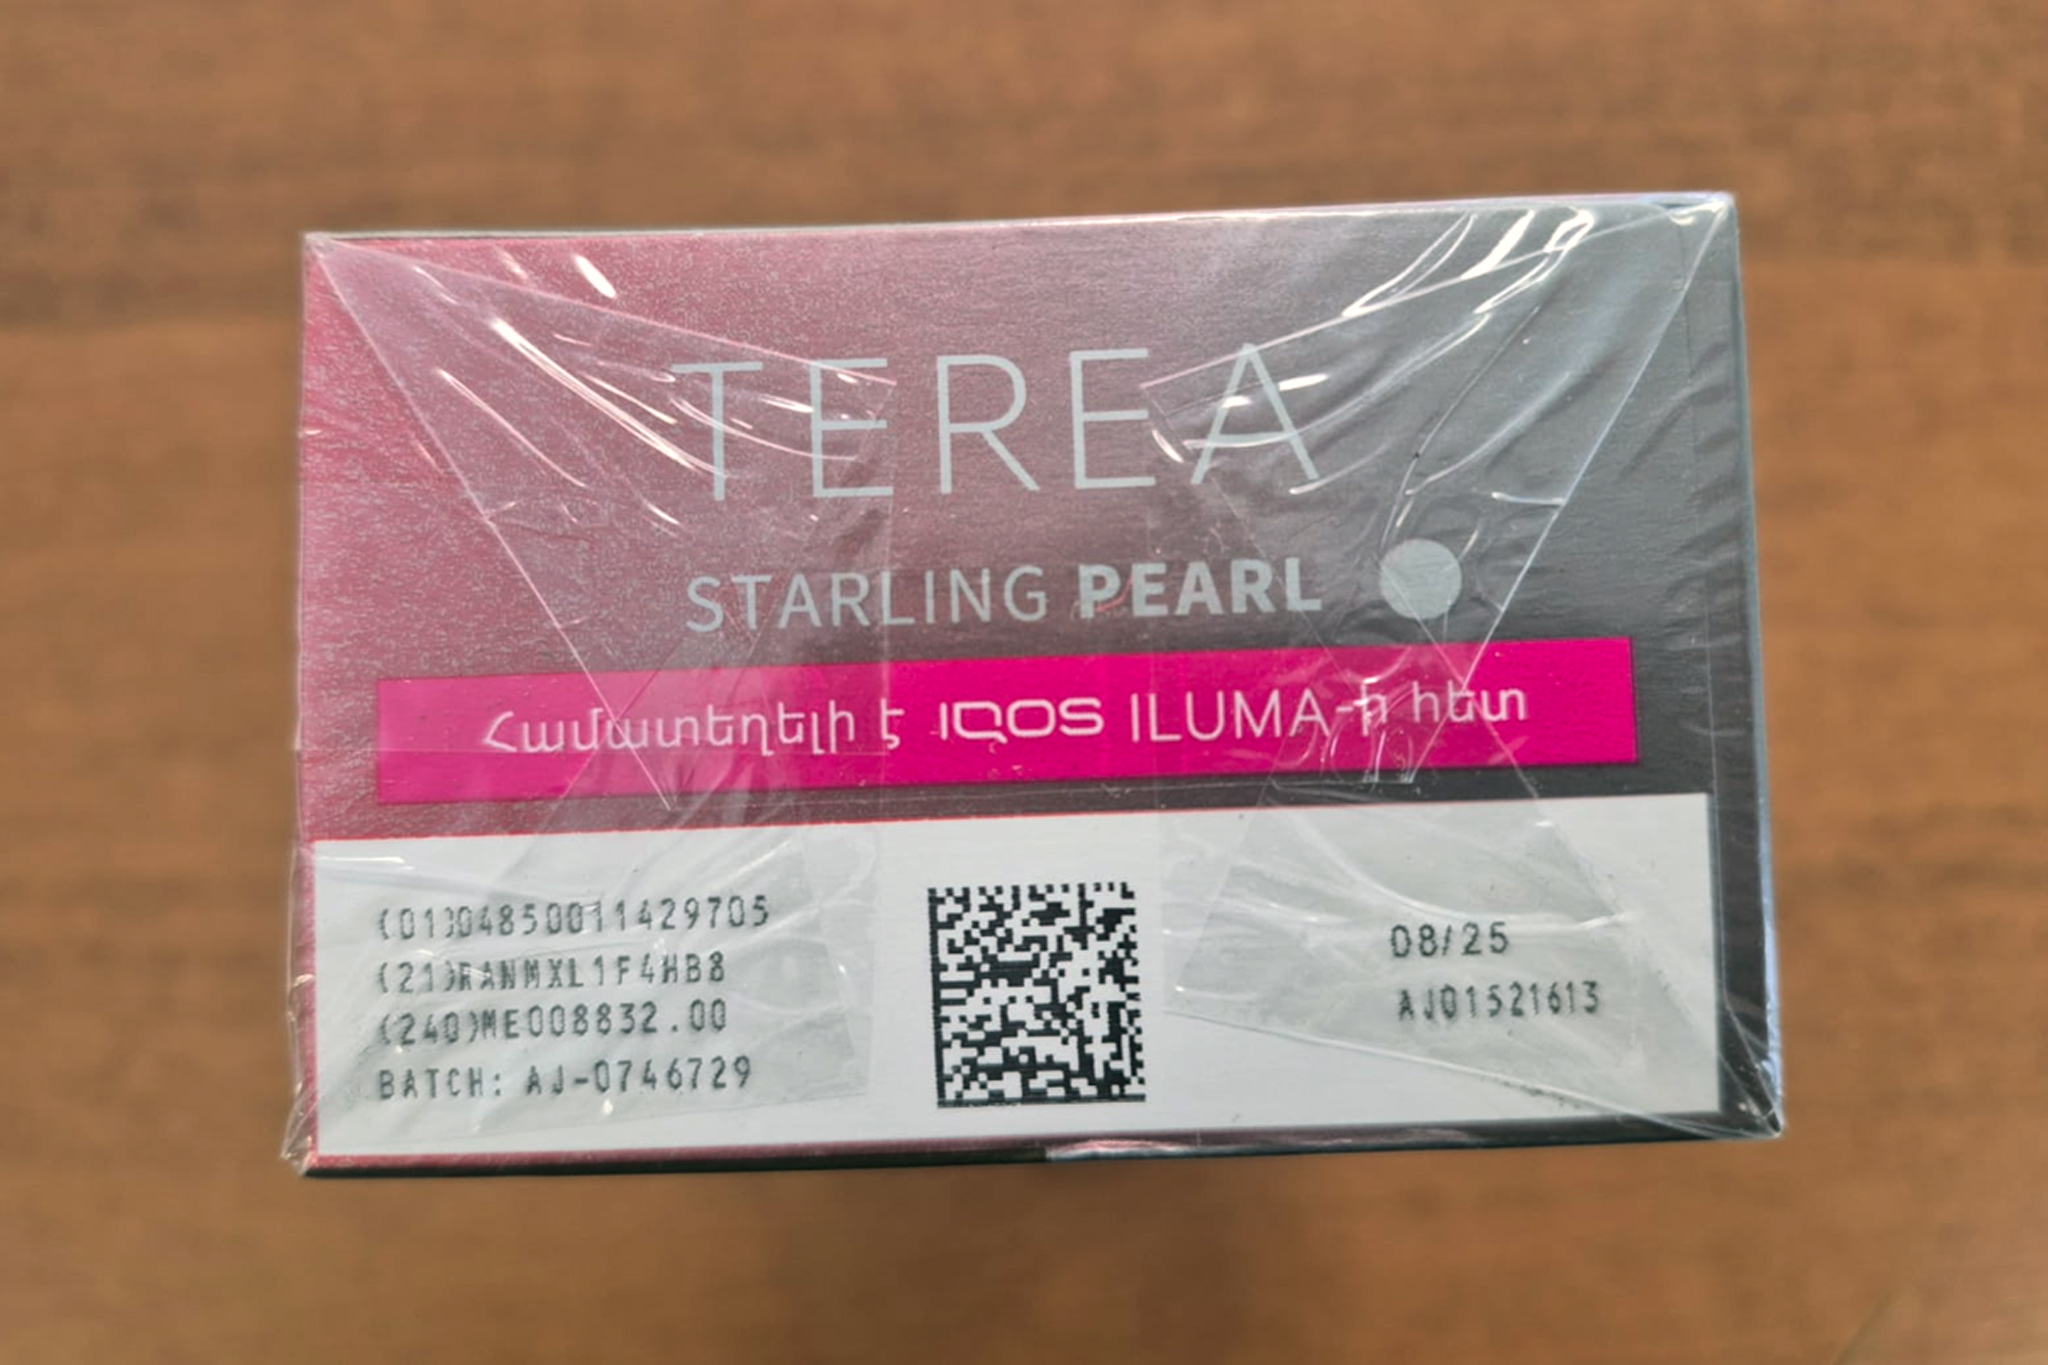 TEREA
STARLING PEARL
Համատեղելի է IQOS ILUMA-ի հետ
(01)04850011429705
(21)RANMXL1F4HB8
(240)ME008832.00
BATCH: AJ-0746729
08/25
AJ01521613